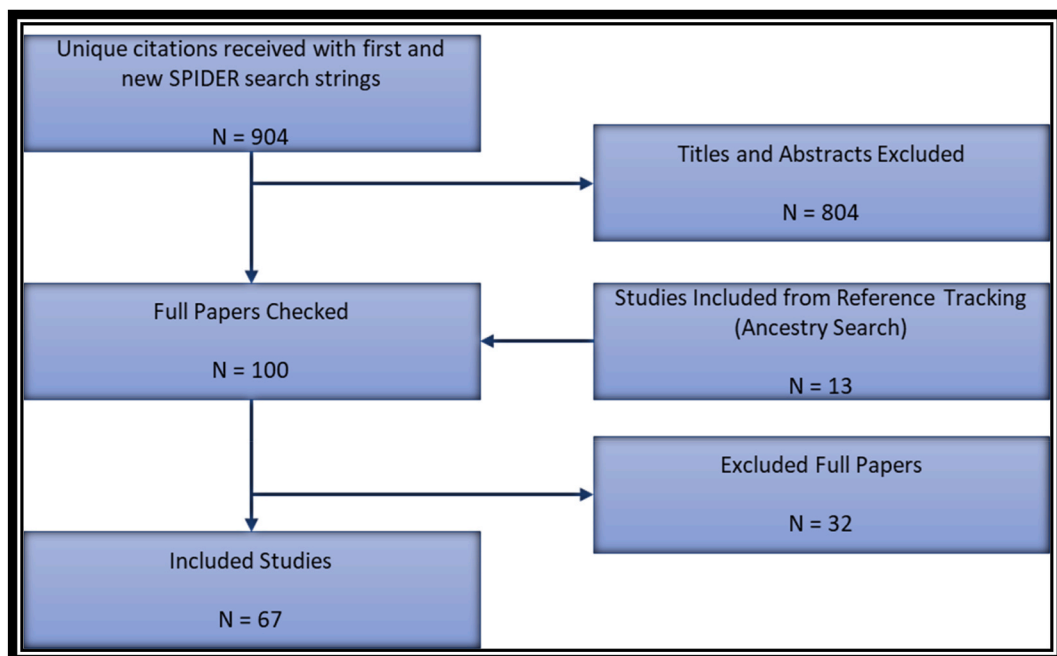 Unique citations received with first and
new SPIDER search strings
N = 904
Titles and Abstracts Excluded
N = 804
Full Papers Checked
N = 100
Studies Included from Reference Tracking
(Ancestry Search)
N = 13
Excluded Full Papers
N = 32
Included Studies
N = 67